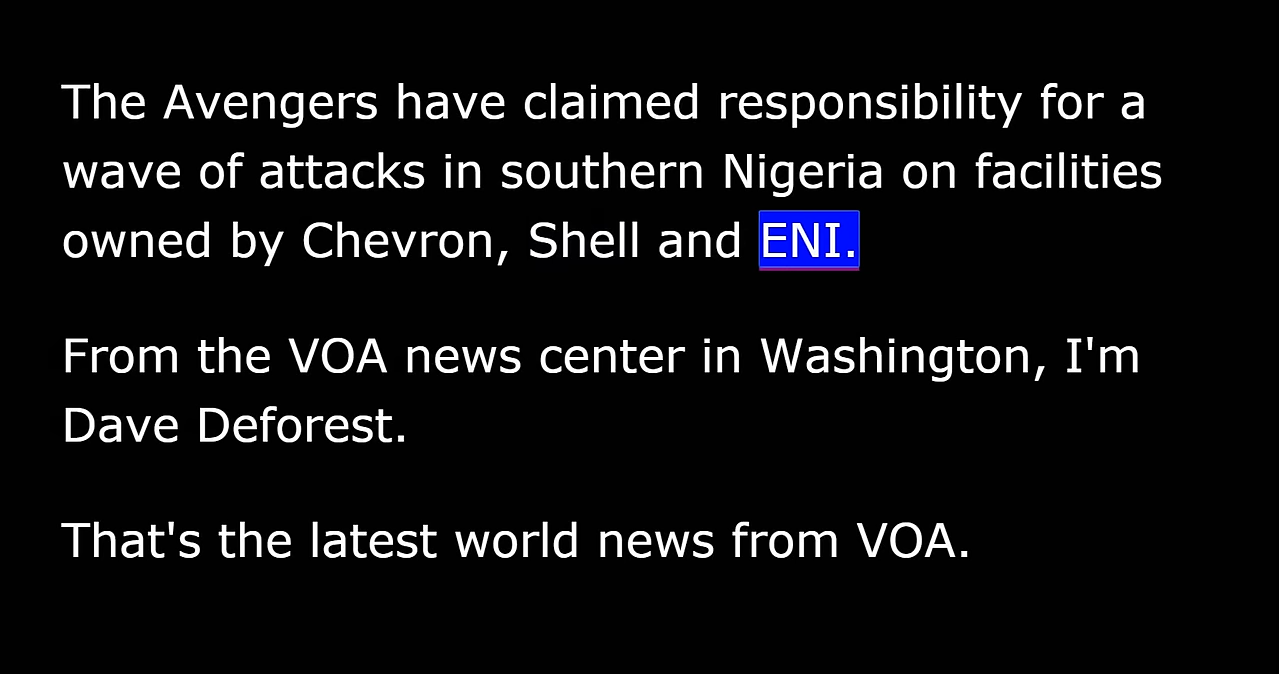 The Avengers have claimed responsibility for a
wave of attacks in southern Nigeria on facilities
owned by Chevron, Shell and ENI.
From the VOA news center in Washington, I'm
Dave Deforest.
That's the latest world news from VOA.